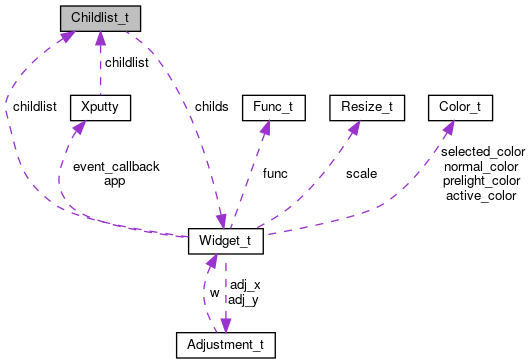 Childlist_t
childlist
Xputty
childlist
childs
Func_t
Resize_t
Color_t
event_callback
app
func
scale
selected_color
normal_color
prelight_color
active_color
Widget_t
w
adj_x
adj_y
Adjustment_t